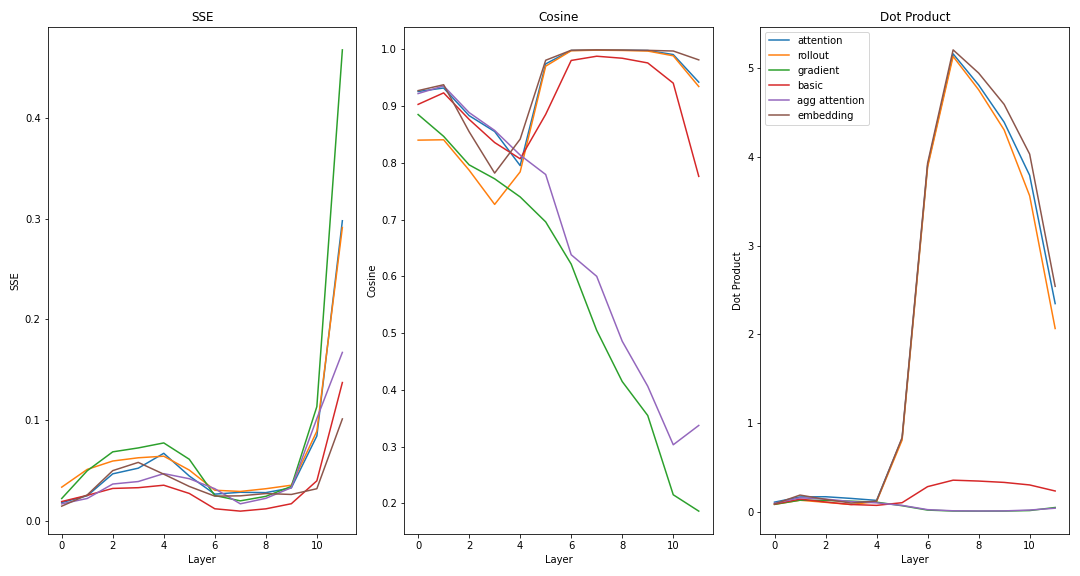 SSE
SSE
0.0
0.1
0.2
0.3
0.4
0 2 4 6 8 10
Layer
Cosine
Cosine
0.2
0.3
0.4
0.5
0.6
0.7
0.8
0.9
1.0
0 2 4 6 8 10
Layer
Dot Product
Dot Product
0
1
2
3
4
5
0 2 4 6 8 10
Layer
attention
rollout
gradient
basic
agg attention
embedding